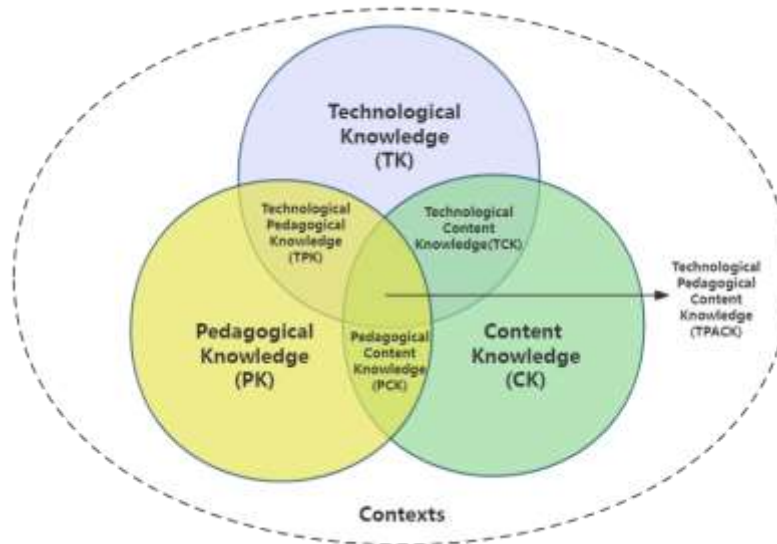 Technological
Knowledge
(TK)
Technological
Pedagogical
Knowledge
(TPK)
Technological
Content
Knowledge(TCK)
Technological
Pedagogical
Content
Knowledge
(TPACK)
Pedagogical
Knowledge
(PK)
Pedagogical
Content
Knowledge
(PCK)
Content
Knowledge
(CK)
Contexts